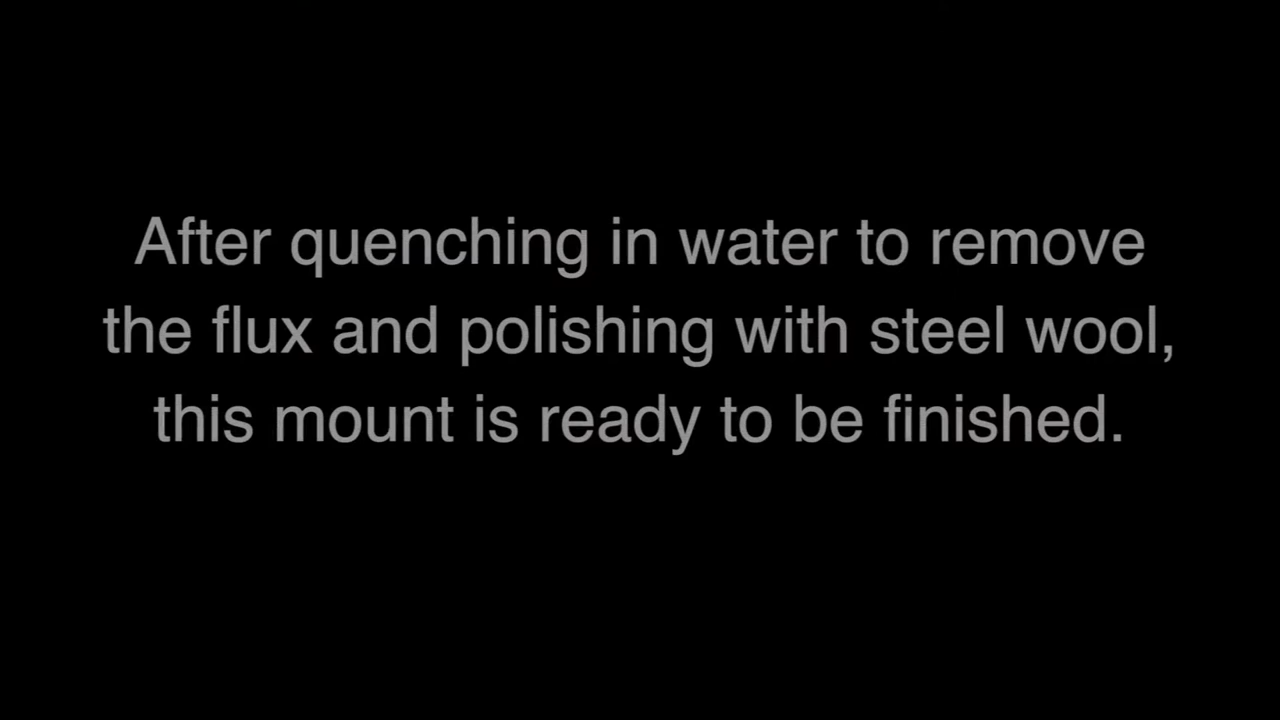 After quenching in water to remove
the flux and polishing with steel wool,
this mount is ready to be finished.